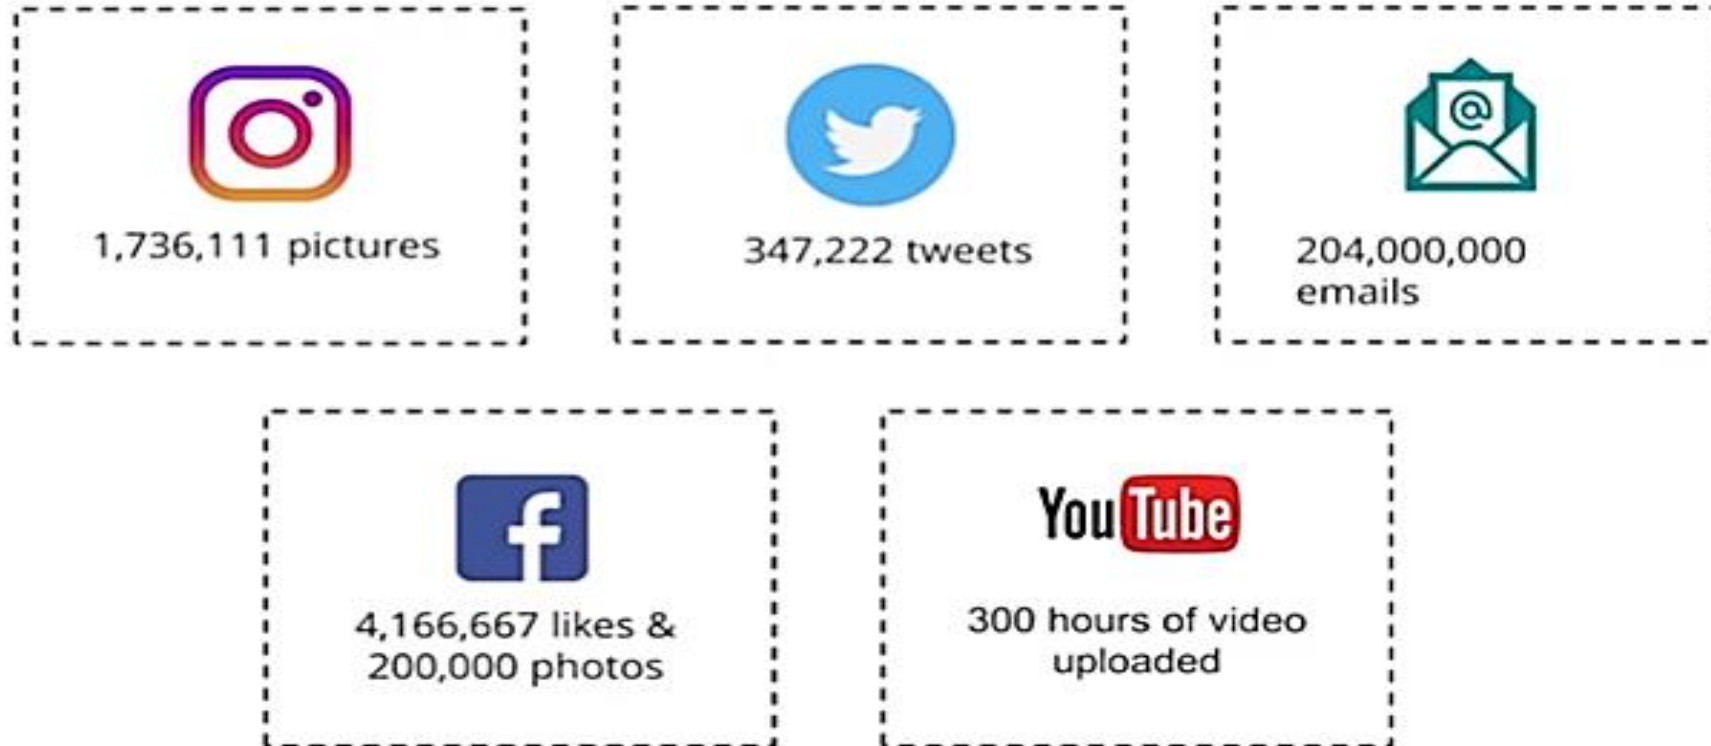 1,736,111 pictures
347,222 tweets
@
204,000,000
emails
f
4,166,667 likes &
200,000 photos
YouTube
300 hours of video
uploaded